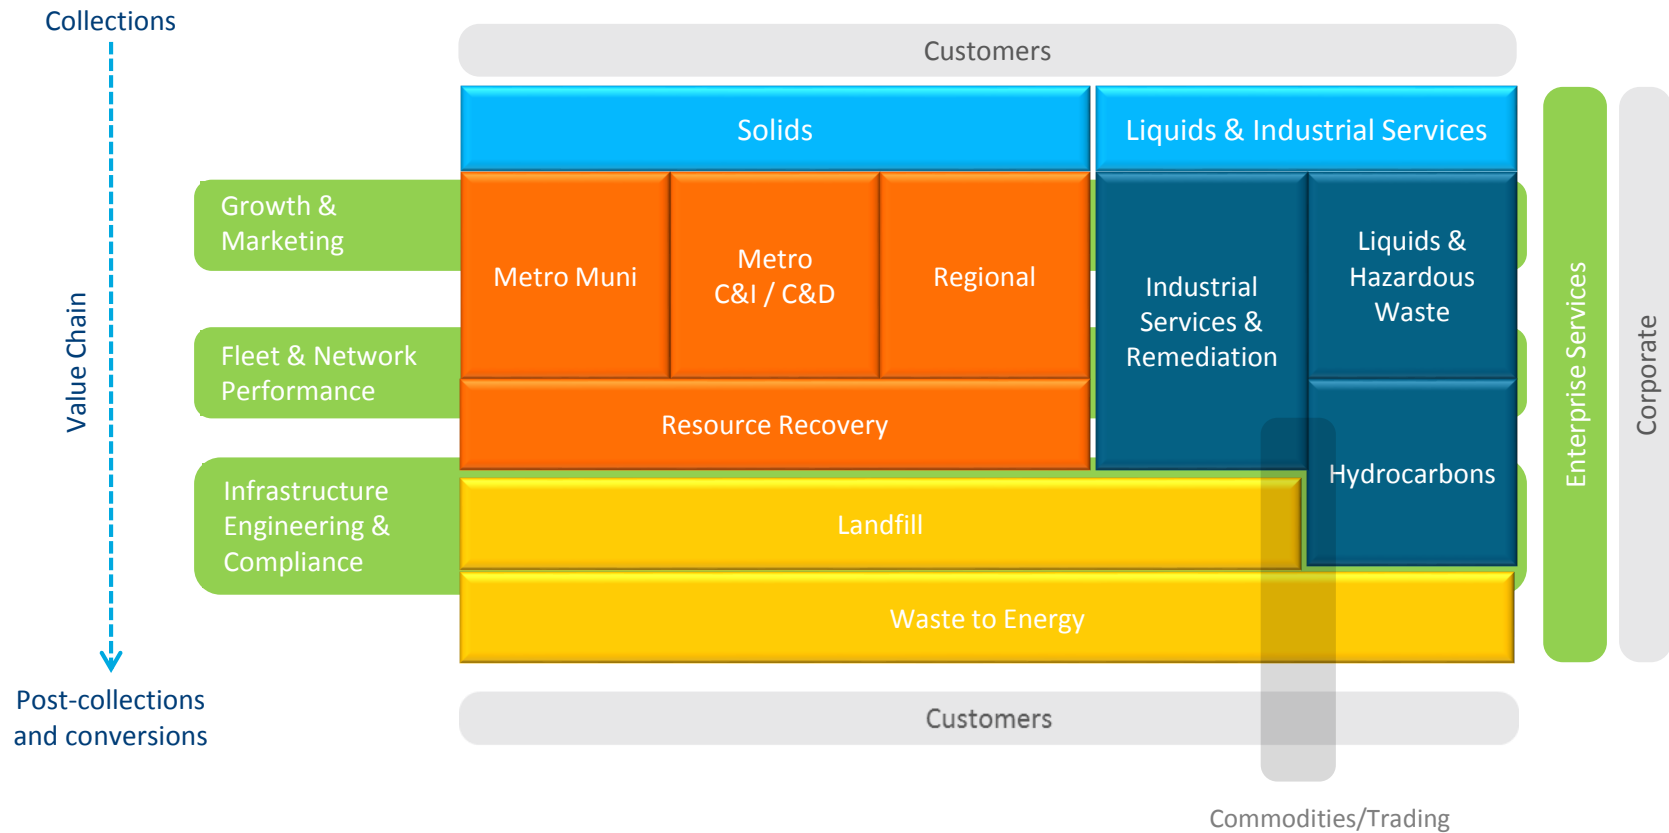 Collections
Customers
Solids
Liquids & Industrial Services
Growth &
Marketing
Metro Muni
Metro
C&I / C&D
Regional
Industrial
Services &
Remediation
Liquids &
Hazardous
Waste
Value Chain
Fleet & Network
Performance
Resource Recovery
Hydrocarbons
Enterprise Services
Corporate
Infrastructure
Engineering &
Compliance
Landfill
Waste to Energy
Post-collections
and conversions
Customers
Commodities/Trading